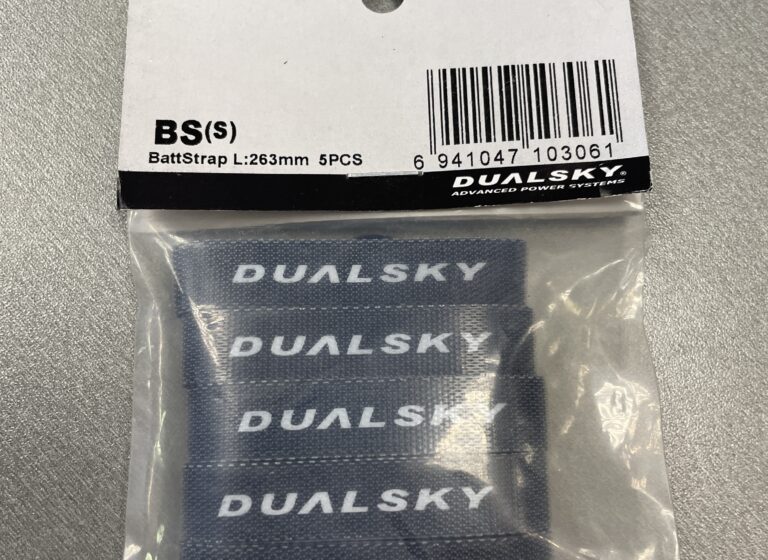 BS(S)
BattStrap L:263mm 5PCS
6 941047 103061
DUALSKY®
ADVANCED POWER SYSTEMS
DUALSKY
DUALSKY
DUALSKY
DUALSKY